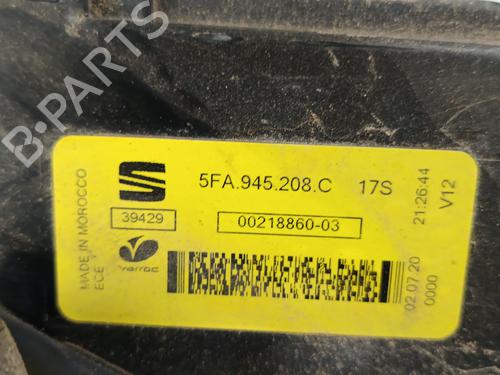 B-PARTS
5FA.945.208.C 17S
39429
00218860-03
varroc
MADE IN MOROCCO
ECE
21:26:44
V12
02.07.20
0000